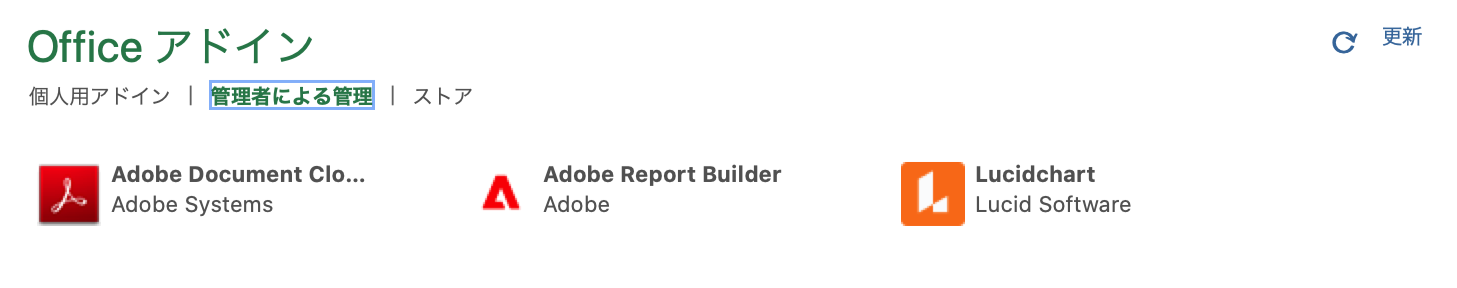 Office アドイン
更新
個人用アドイン | 管理者による管理 | ストア
Adobe Document Clo...
Adobe Systems
Adobe Report Builder
Adobe
Lucidchart
Lucid Software